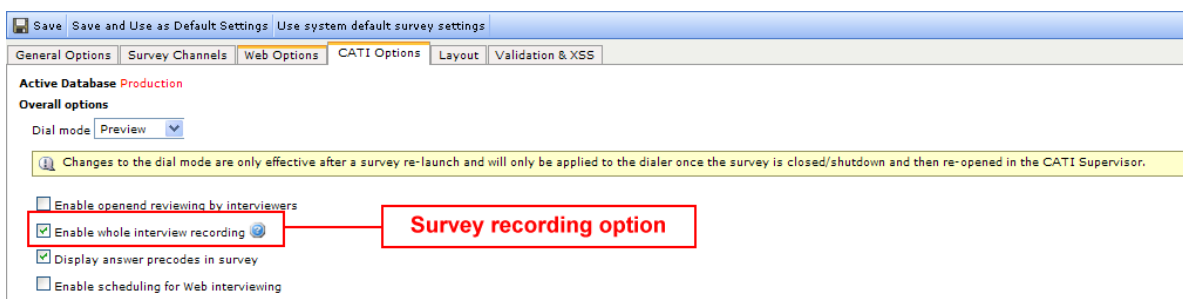 Save Save and Use as Default Settings Use system default survey settings
General Options Survey Channels Web Options CATI Options Layout Validation & XSS
Active Database Production
Overall options
Dial mode Preview
Changes to the dial mode are only effective after a survey re-launch and will only be applied to the dialer once the survey is closed/shutdown and then re-opened in the CATI Supervisor.
Enable openend reviewing by interviewers
Enable whole interview recording
Survey recording option
Display answer precodes in survey
Enable scheduling for Web interviewing